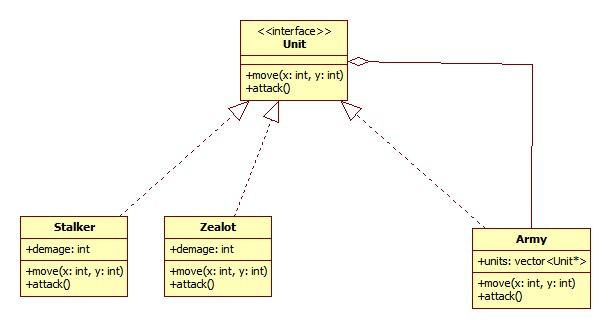 <<interface>>
Unit
+move(x: int, y: int)
+attack()
Stalker
+demage: int
+move(x: int, y: int)
+attack()
Zealot
+demage: int
+move(x: int, y: int)
+attack()
Army
+units: vector<Unit*>
+move(x: int, y: int)
+attack()